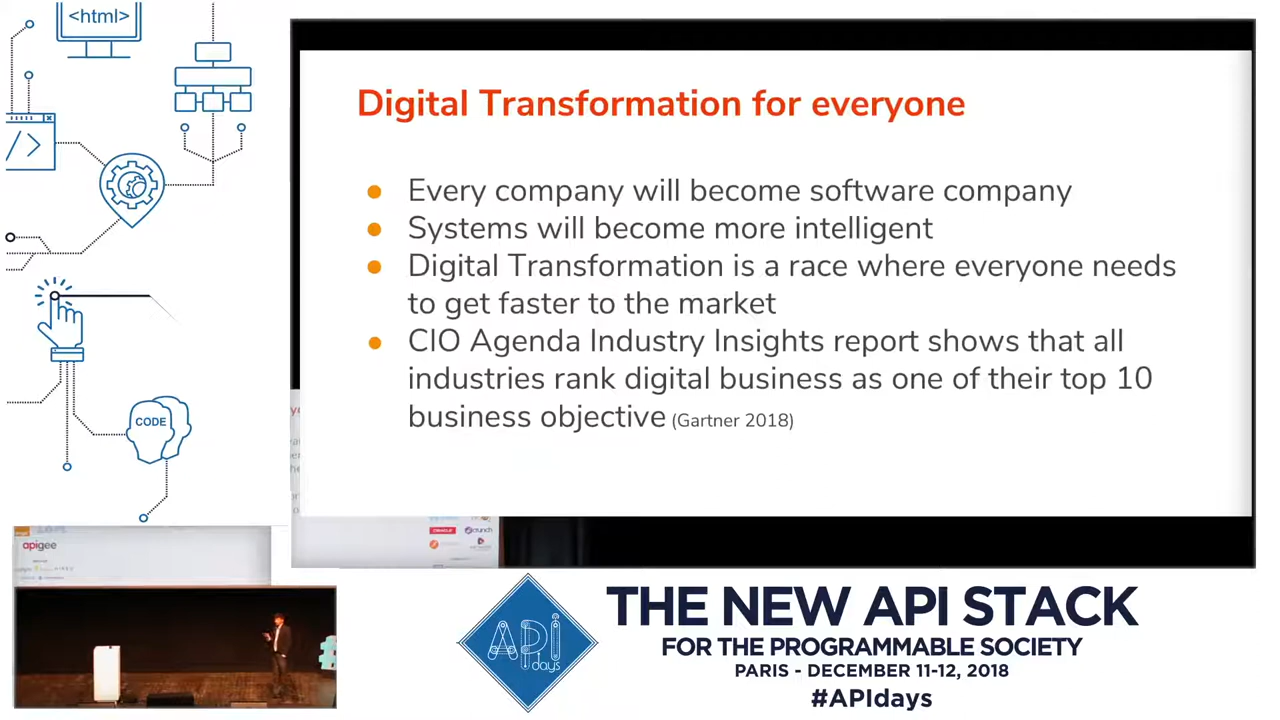 <html>
</>
CODE
Digital Transformation for everyone
Every company will become software company
Systems will become more intelligent
Digital Transformation is a race where everyone needs
to get faster to the market
CIO Agenda Industry Insights report shows that all
industries rank digital business as one of their top 10
business objective (Gartner 2018)
apigee
ORACLE
APi
days
THE NEW API STACK
FOR THE PROGRAMMABLE SOCIETY
PARIS - DECEMBER 11-12, 2018
#APIdays